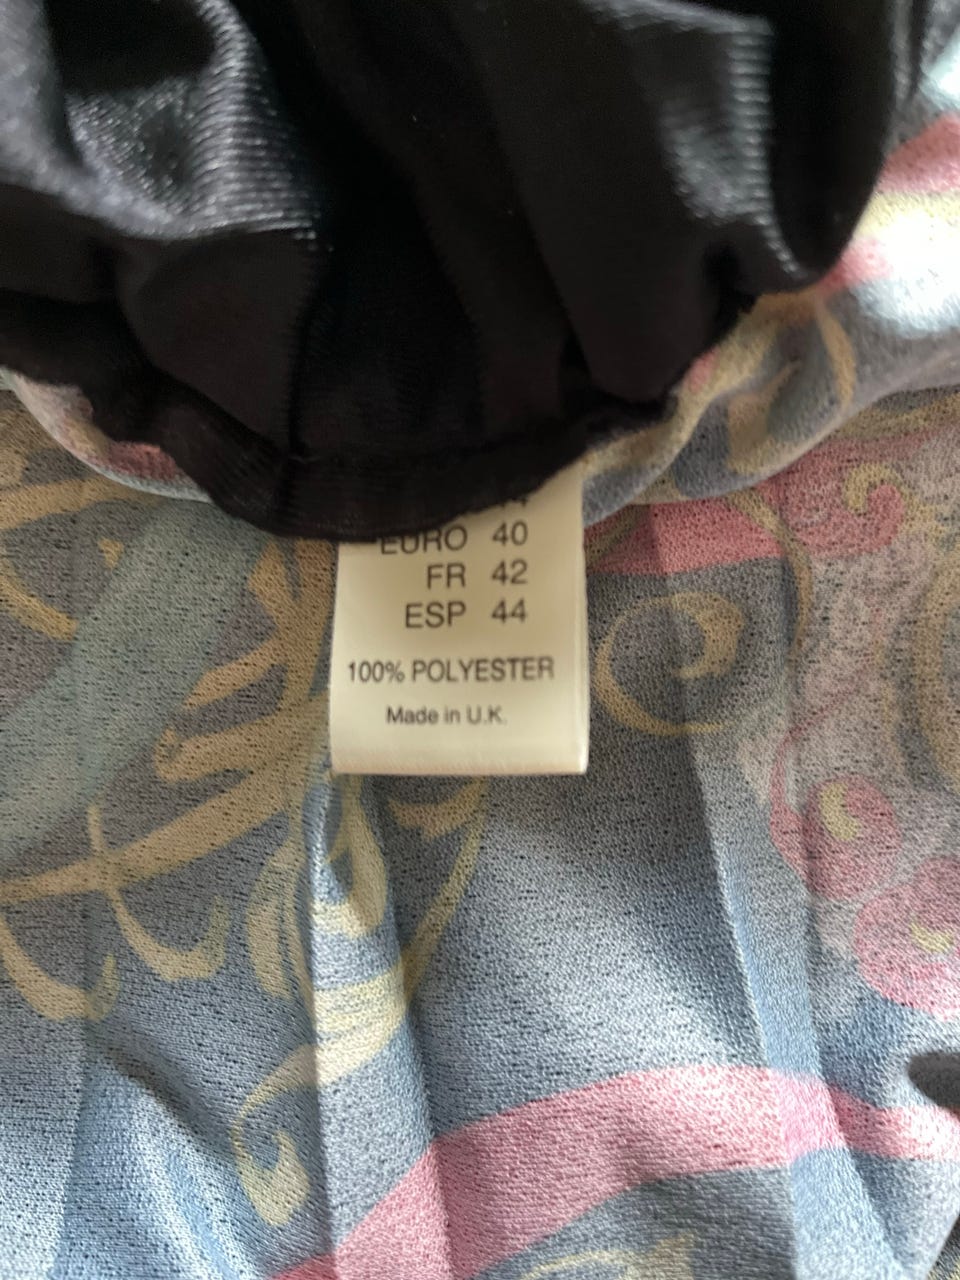 EURO 40
FR 42
ESP 44
100% POLYESTER
Made in U.K.